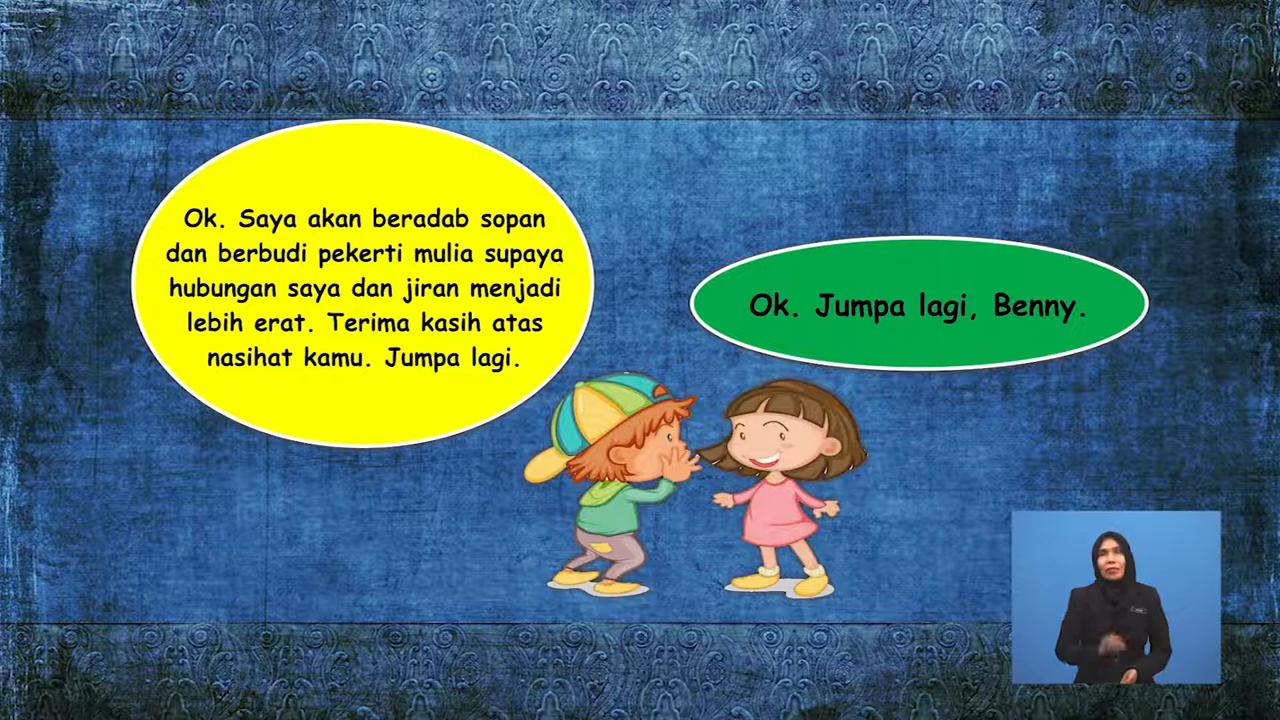 Ok. Saya akan beradab sopan
dan berbudi pekerti mulia supaya
hubungan saya dan jiran menjadi
lebih erat. Terima kasih atas
nasihat kamu. Jumpa lagi.
Ok. Jumpa lagi, Benny.